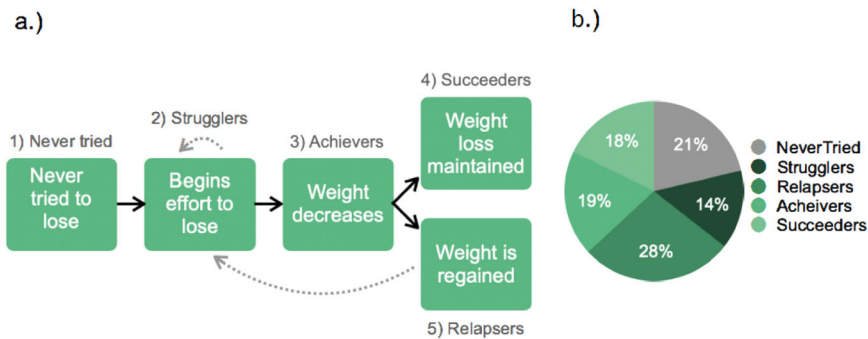 a.)
1) Never tried
Never
tried to
lose
2) Strugglers
Begins
effort to
lose
3) Achievers
Weight
decreases
4) Succeeders
Weight
loss
maintained
Weight is
regained
5) Relapsers
b.)
18%
21%
19%
14%
28%
NeverTried
Strugglers
Relapsers
Acheivers
Succeeders